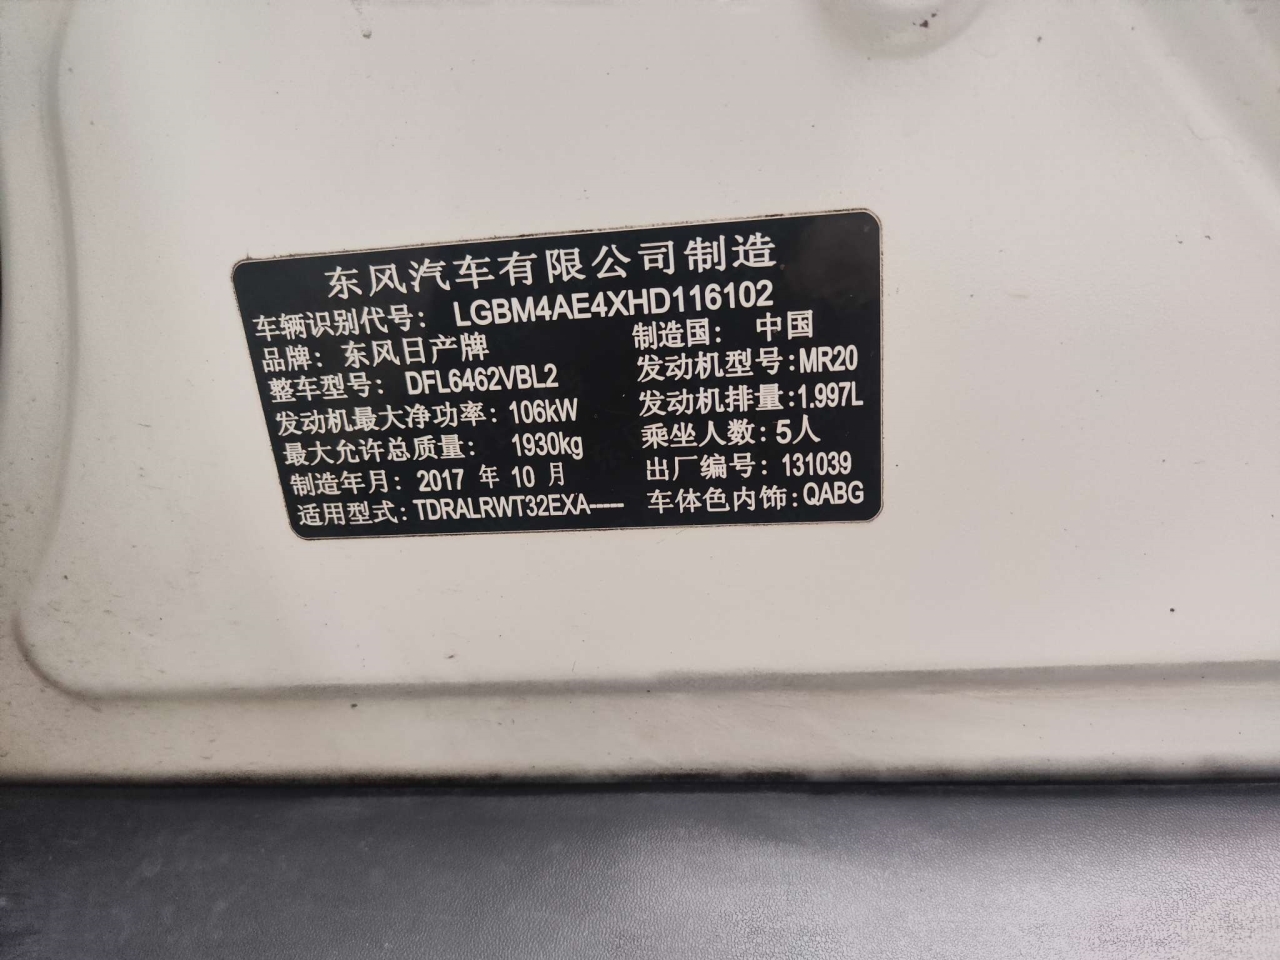 东风汽车有限公司制造
车辆识别代号: LGBM4AE4XHD116102
品牌: 东风日产牌 制造国: 中国
整车型号: DFL6462VBL2 发动机型号:MR20
发动机最大净功率: 106kW 发动机排量:1.997L
最大允许总质量: 1930kg 乘坐人数: 5人
制造年月: 2017 年 10 月 出厂编号: 131039
适用型式: TDRALRWT32EXA----- 车体色内饰:QABG